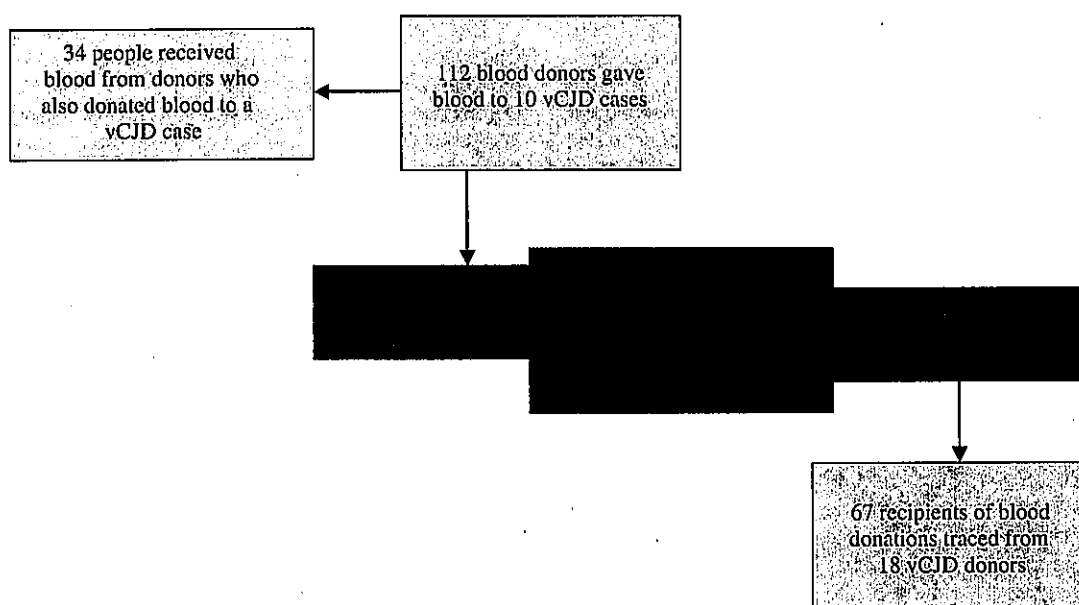 34 people received
blood from donors who
also donated blood to a
vCJD case
112 blood donors gave
blood to 10 vCJD cases
67 recipients of blood
donations traced from
18 vCJD donors